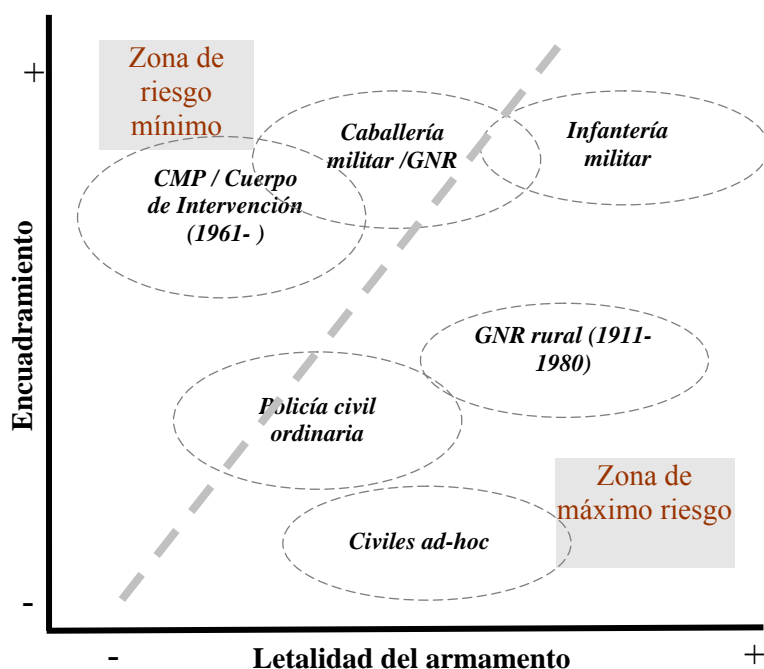 +
Zona de
riesgo
mínimo
Caballería
militar /GNR
Infantería
militar
CMP / Cuerpo
de Intervención
(1961- )
Encuadramiento
GNR rural (1911-
1980)
Policía civil
ordinaria
Zona de
máximo riesgo
Civiles ad-hoc
-
-
Letalidad del armamento
+